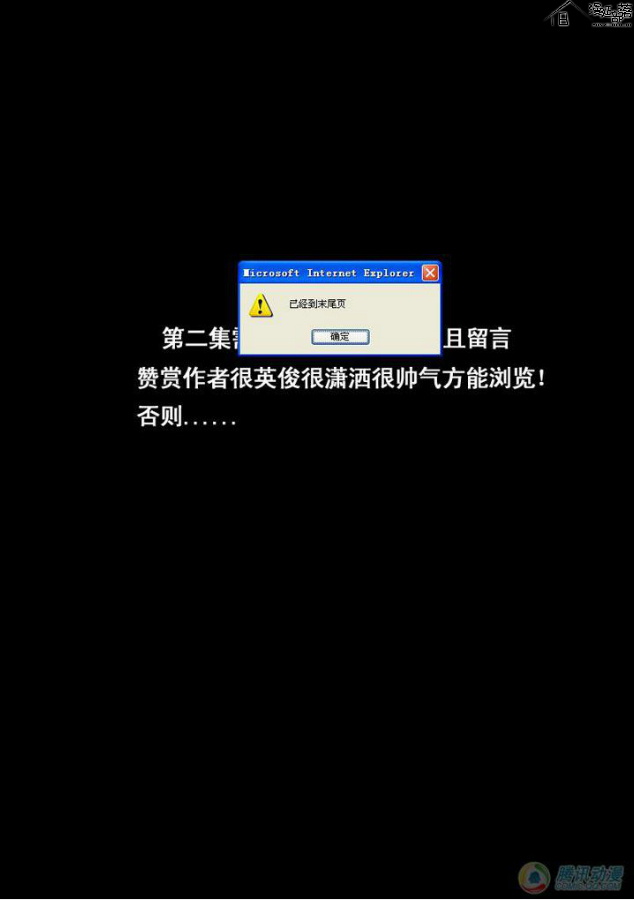 Microsoft Internet Explorer
已经到末尾页
确定
第二集
且留言
赞赏作者很英俊很潇洒很帅气方能浏览!
否则......
腾讯动漫